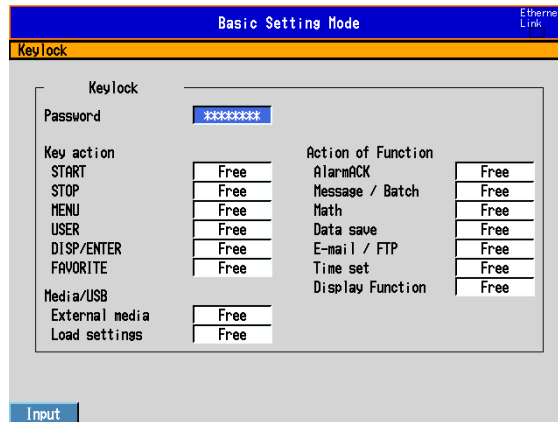 Basic Setting Mode
Etherne
Link
Keylock
Keylock
Password ********
Key action
START Free
STOP Free
MENU Free
USER Free
DISP/ENTER Free
FAVORITE Free
Media/USB
External media Free
Load settings Free
Action of Function
AlarmACK Free
Message / Batch Free
Math Free
Data save Free
E-mail / FTP Free
Time set Free
Display Function Free
Input